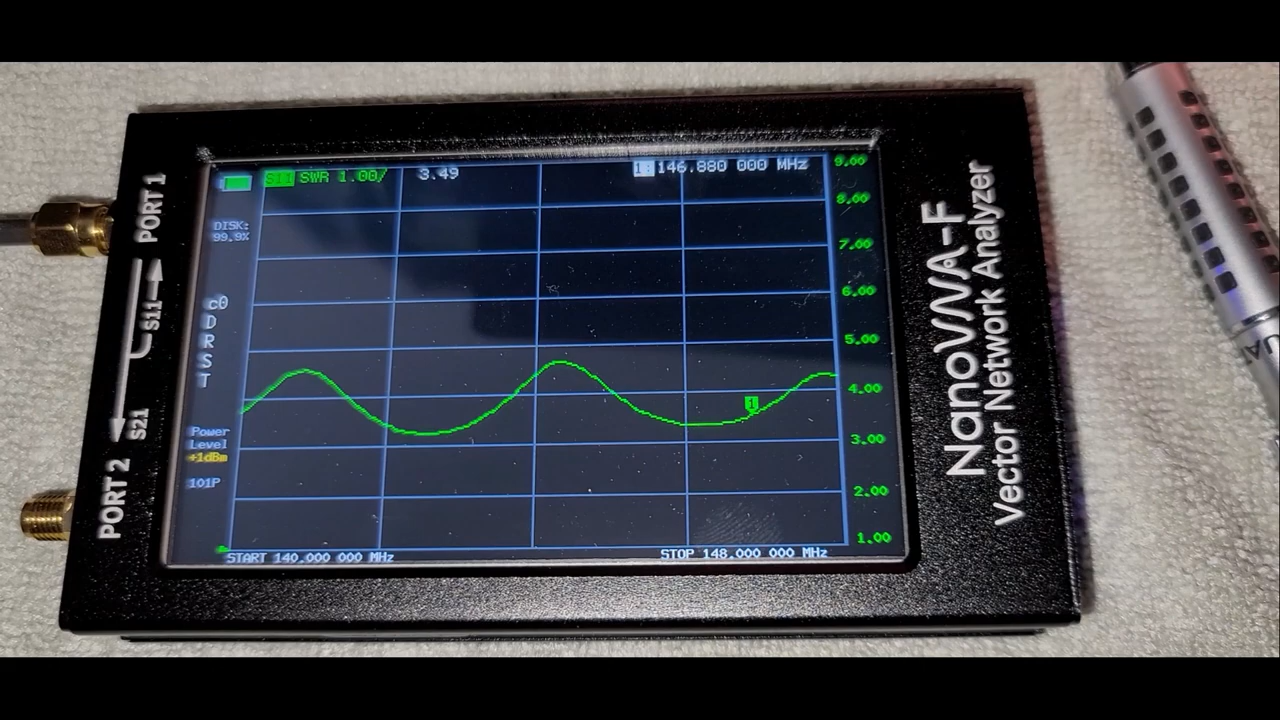 PORT 1
S11
S21
PORT 2
S11 SWR 1.00/ 3.49 1: 146.880 000 MHz
DISK:
99.9%
c0
D
R
S
T
Power
Level
+1dBm
101P
1
9.00
8.00
7.00
6.00
5.00
4.00
3.00
2.00
1.00
START 140.000 000 MHz STOP 148.000 000 MHz
NanoVNA-F
Vector Network Analyzer